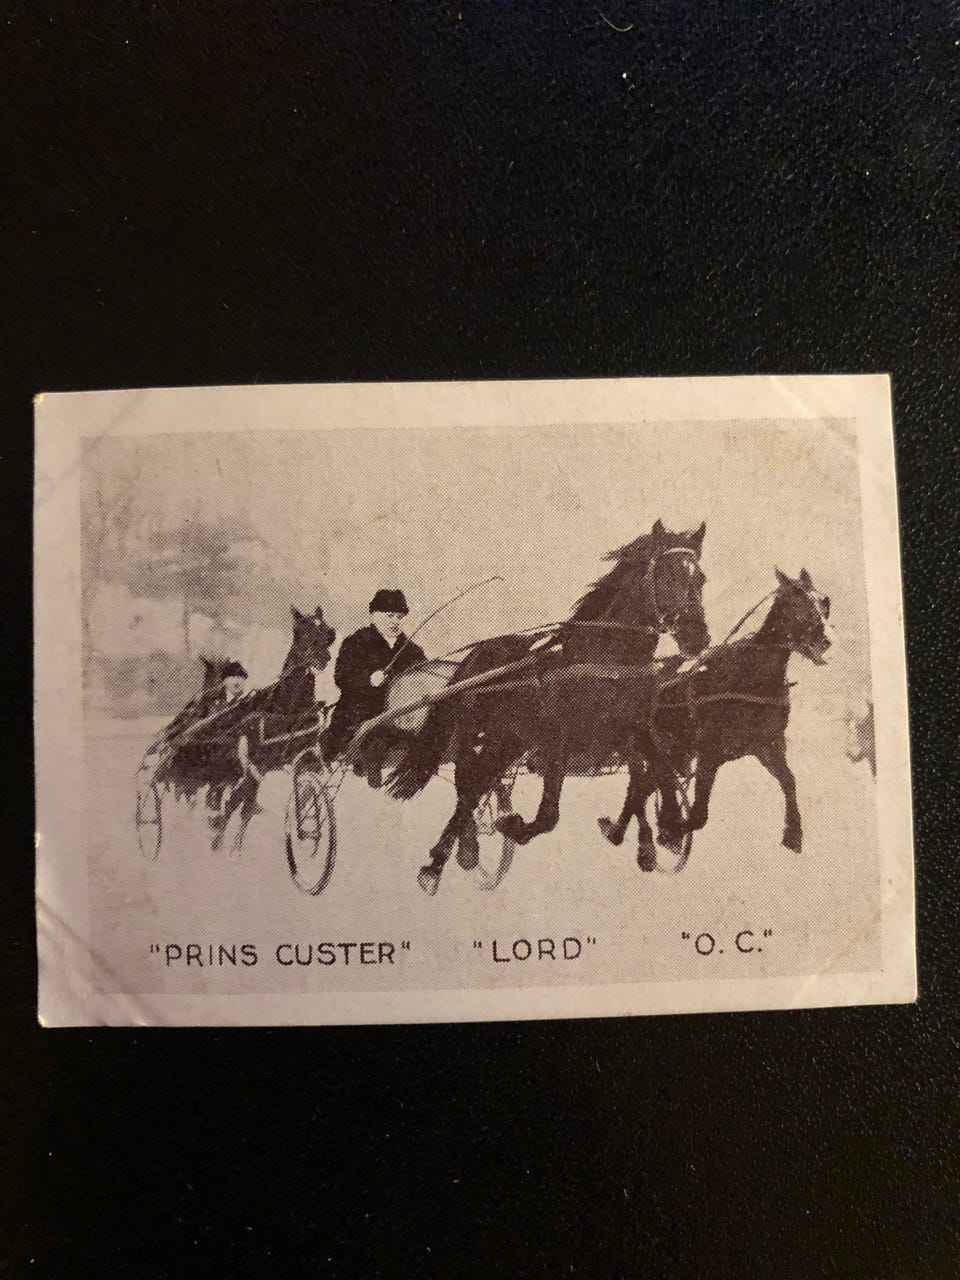 "PRINS CUSTER" "LORD" "O. C."